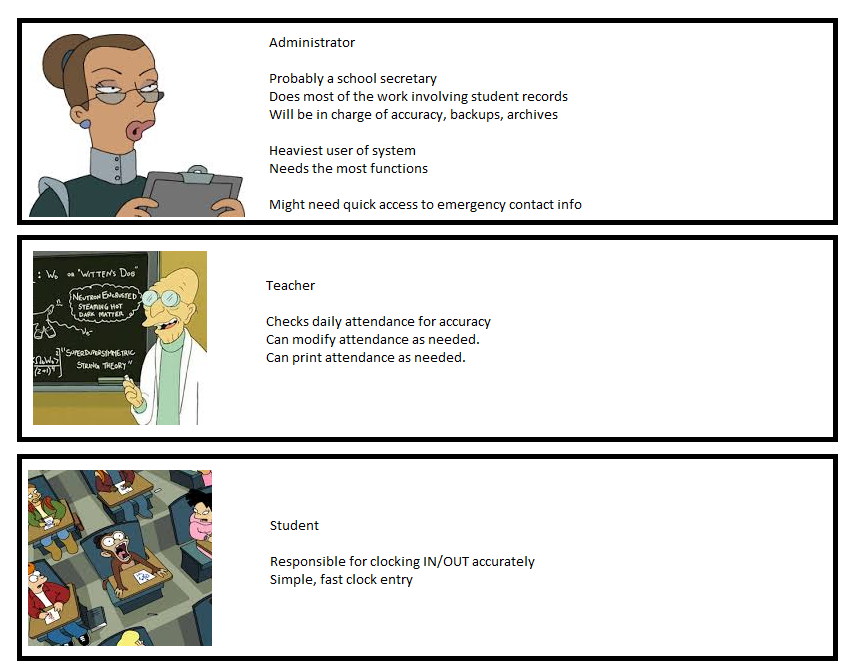 Administrator
Probably a school secretary
Does most of the work involving student records
Will be in charge of accuracy, backups, archives
Heaviest user of system
Needs the most functions
Might need quick access to emergency contact info
: W₀ OR "WITTEN'S DOG"
NEUTRON ENCRUSTED
STEAMING HOT
DARK MATTER
"SUPERDUPERSYMMETRIC
STRING THEORY"
Teacher
Checks daily attendance for accuracy
Can modify attendance as needed.
Can print attendance as needed.
Student
Responsible for clocking IN/OUT accurately
Simple, fast clock entry